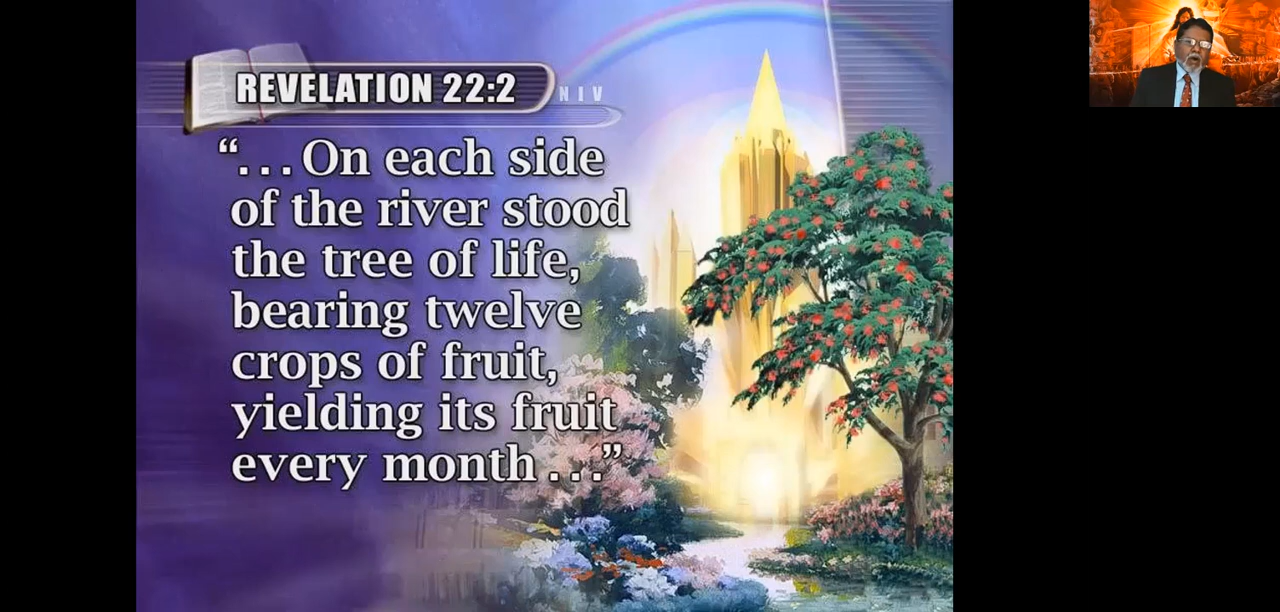 REVELATION 22:2
NIV
“. . . On each side
of the river stood
the tree of life,
bearing twelve
crops of fruit,
yielding its fruit
every month . . .”